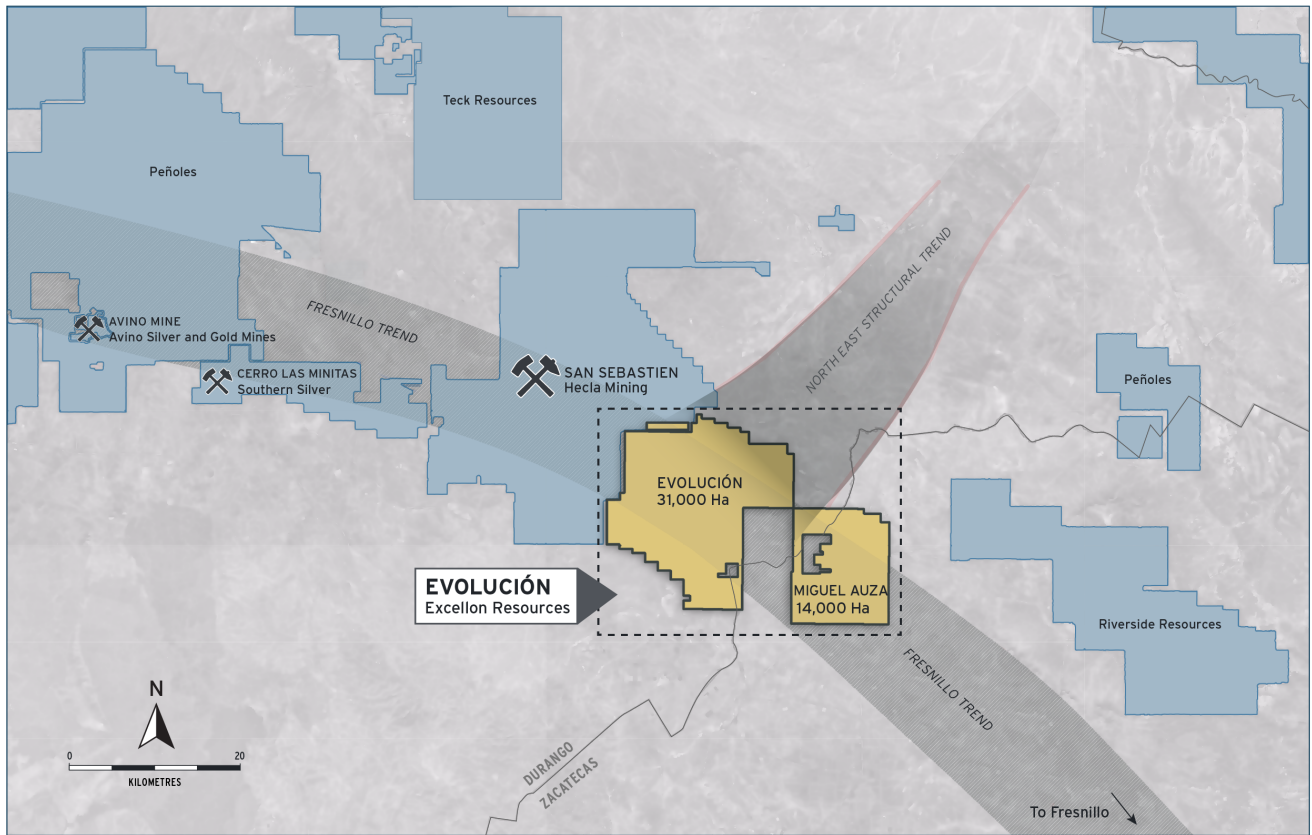 Teck Resources
Peñoles
NORTH EAST STRUCTURAL TREND
FRESNILLO TREND
AVINO MINE
Avino Silver and Gold Mines
CERRO LAS MINITAS
Southern Silver
SAN SEBASTIEN
Hecla Mining
Peñoles
EVOLUCIÓN
31,000 Ha
EVOLUCIÓN
Excellon Resources
MIGUEL AUZA
14,000 Ha
Riverside Resources
FRESNILLO TREND
N
0 20
KILOMETRES
DURANGO
ZACATECAS
To Fresnillo